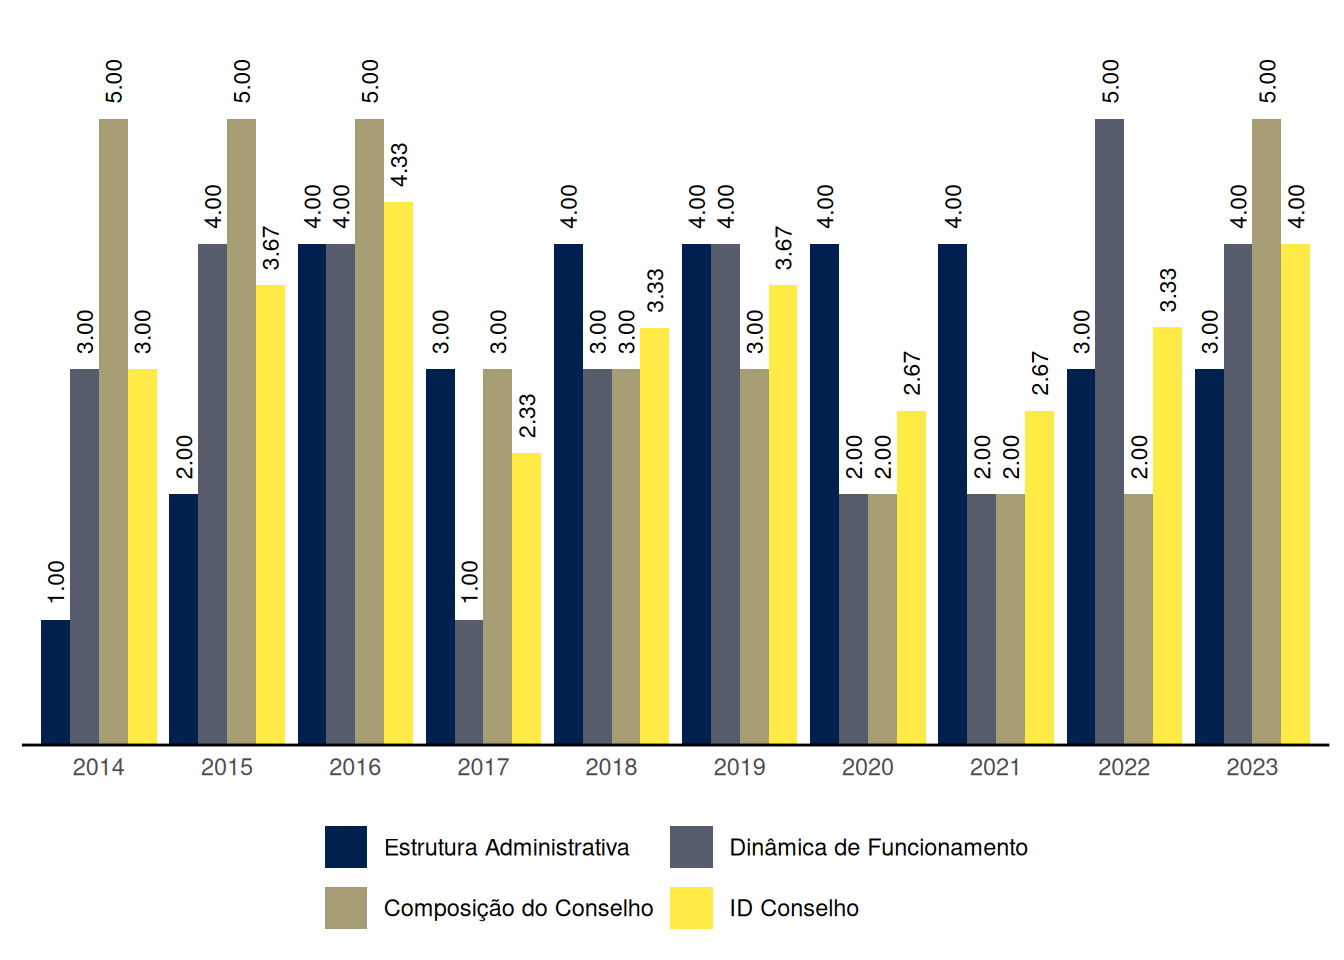 5.00 5.00 5.00 5.00 5.00
4.33
4.00 4.00 4.00 4.00 4.00 4.00 4.00 4.00 4.00 4.00
3.67 3.67
3.33 3.33
3.00 3.00 3.00 3.00 3.00 3.00 3.00 3.00 3.00
2.67 2.67
2.33
2.00 2.00 2.00 2.00 2.00 2.00
1.00 1.00
2014 2015 2016 2017 2018 2019 2020 2021 2022 2023
Estrutura Administrativa Dinâmica de Funcionamento
Composição do Conselho ID Conselho